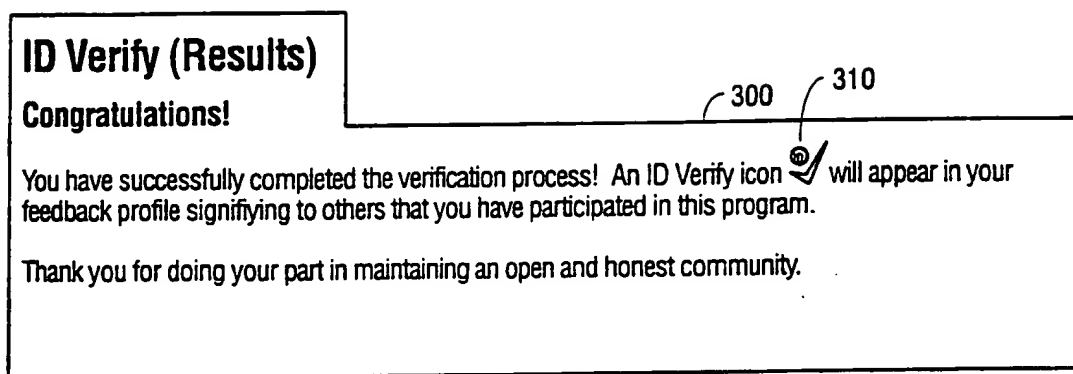 ID Verify (Results)
Congratulations!
300
310
You have successfully completed the verification process! An ID Verify icon will appear in your
feedback profile signifiying to others that you have participated in this program.
Thank you for doing your part in maintaining an open and honest community.